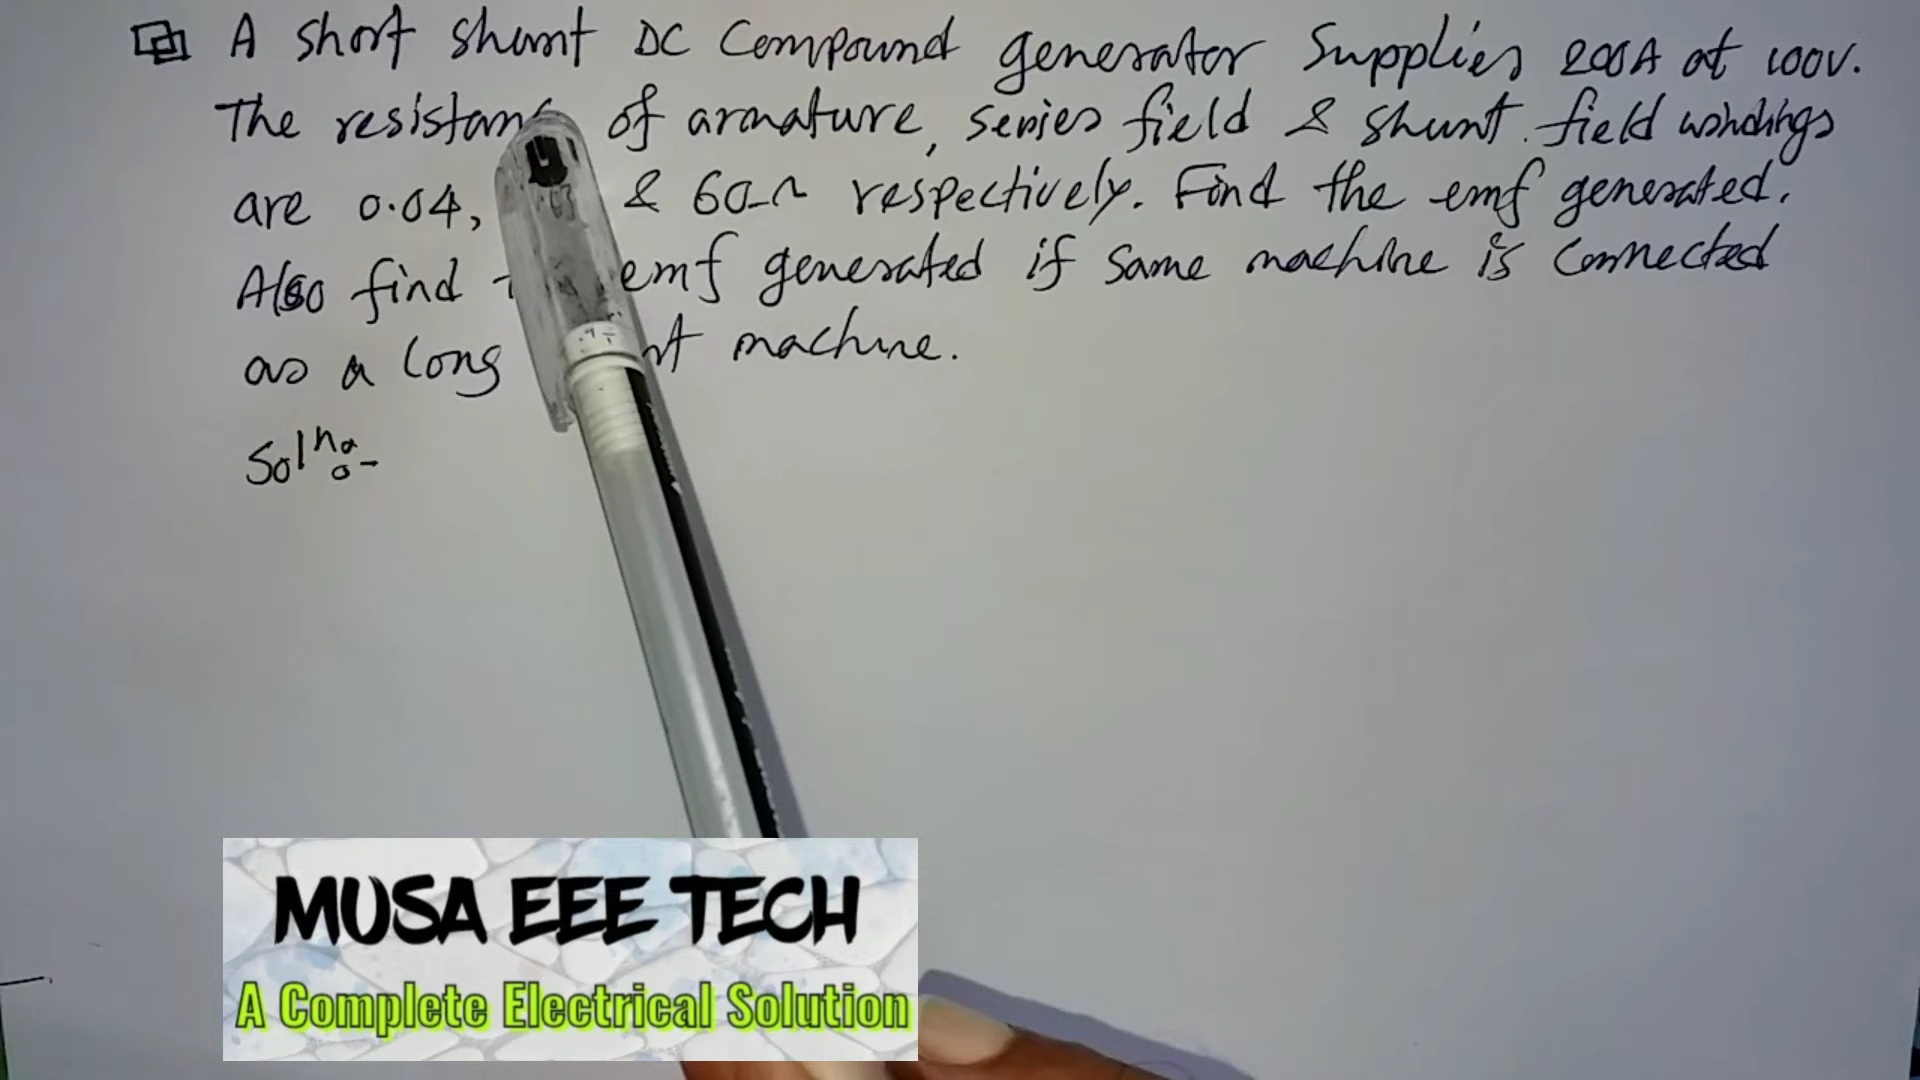 A short shunt DC Compound generator Supplies 200A at 100V.
The resistance of armature, series field & shunt field windings
are 0.04, & 60Ω respectively. Find the emf generated.
Also find emf generated if same machine is connected
as a long machine.
Soln:-
MUSA EEE TECH
A Complete Electrical Solution